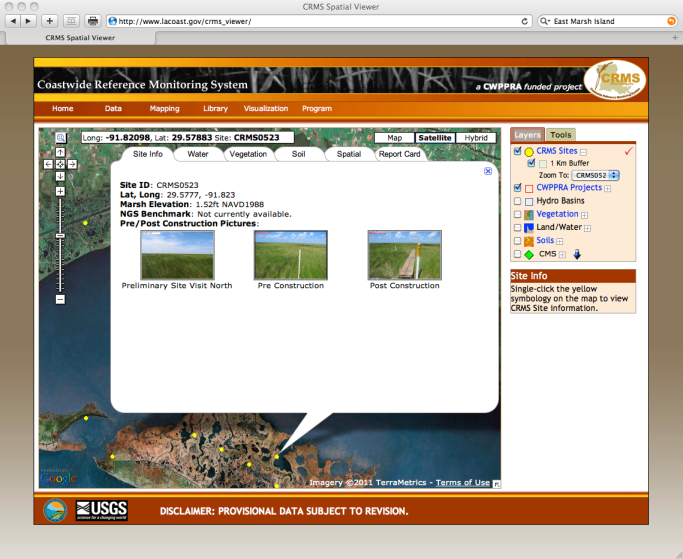 CRMS Spatial Viewer
http://www.lacoast.gov/crms_viewer/
East Marsh Island
CRMS Spatial Viewer
Coastwide Reference Monitoring System
a CWPPRA funded project
CRMS
Home Data Mapping Library Visualization Program
Long: -91.82098, Lat: 29.57883 Site: CRMS0523
Map Satellite Hybrid
Site Info Water Vegetation Soil Spatial Report Card
Site ID: CRMS0523
Lat, Long: 29.5777, -91.823
Marsh Elevation: 1.52ft NAVD1988
NGS Benchmark: Not currently available.
Pre/Post Construction Pictures:
Preliminary Site Visit North Pre Construction Post Construction
Google
Imagery ©2011 TerraMetrics - Terms of Use
Layers Tools
CRMS Sites
1 Km Buffer
Zoom To: CRMS052
CWPPRA Projects
Hydro Basins
Vegetation
Land/Water
Soils
CMS
Site Info
Single-click the yellow
symbology on the map to view
CRMS Site information.
USGS
science for a changing world
DISCLAIMER: PROVISIONAL DATA SUBJECT TO REVISION.